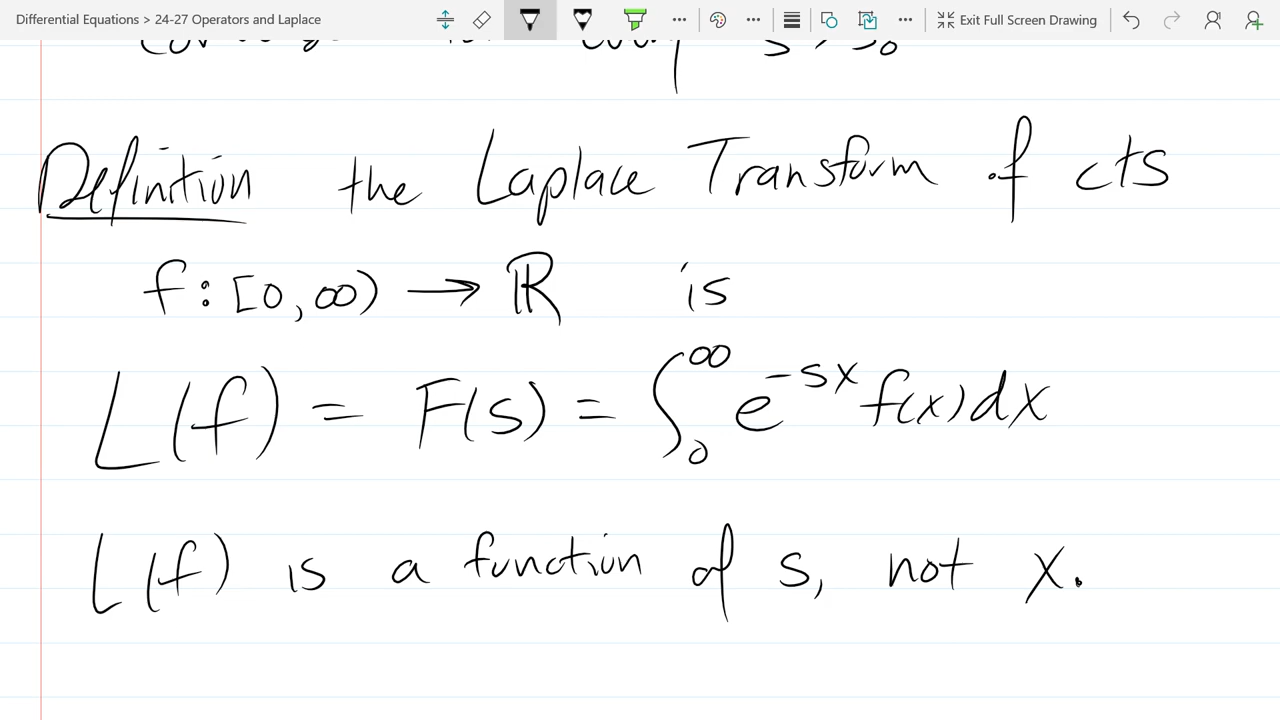 Differential Equations > 24-27 Operators and Laplace
Exit Full Screen Drawing
Definition the Laplace Transform of cts
f: [0, ∞) → ℝ is
L(f) = F(s) = ∫₀^∞ e^{-sx} f(x) dx
L(f) is a function of s, not x.